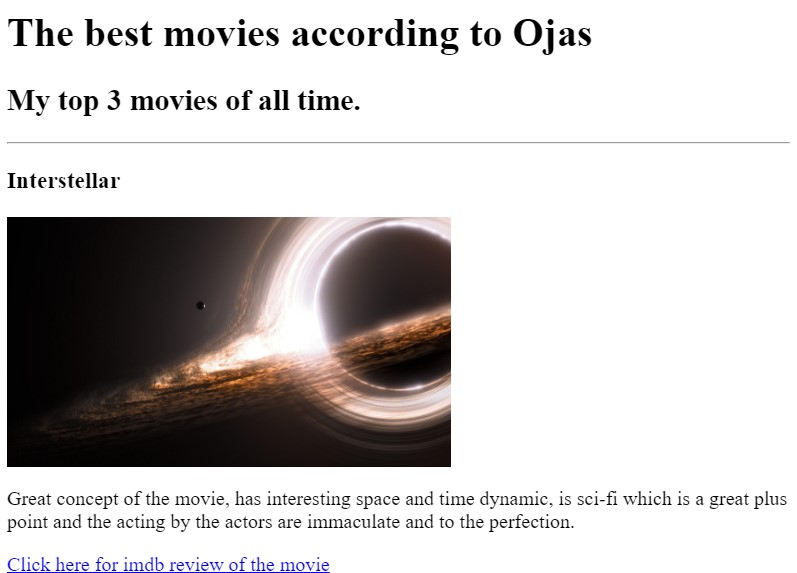 The best movies according to Ojas
My top 3 movies of all time.
Interstellar
Great concept of the movie, has interesting space and time dynamic, is sci-fi which is a great plus
point and the acting by the actors are immaculate and to the perfection.
Click here for imdb review of the movie